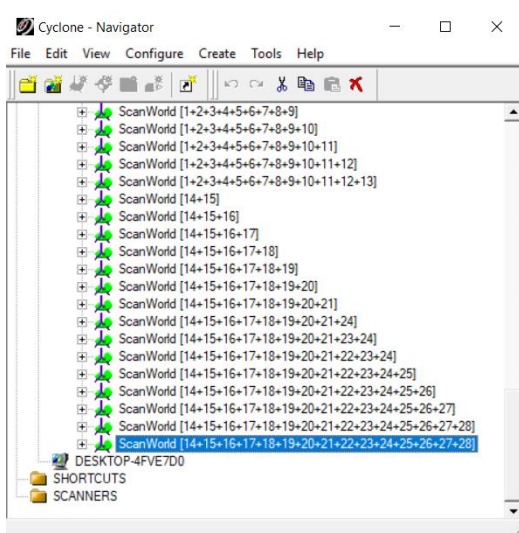 Cyclone - Navigator
File Edit View Configure Create Tools Help
ScanWorld [1+2+3+4+5+6+7+8+9]
ScanWorld [1+2+3+4+5+6+7+8+9+10]
ScanWorld [1+2+3+4+5+6+7+8+9+10+11]
ScanWorld [1+2+3+4+5+6+7+8+9+10+11+12]
ScanWorld [1+2+3+4+5+6+7+8+9+10+11+12+13]
ScanWorld [14+15]
ScanWorld [14+15+16]
ScanWorld [14+15+16+17]
ScanWorld [14+15+16+17+18]
ScanWorld [14+15+16+17+18+19]
ScanWorld [14+15+16+17+18+19+20]
ScanWorld [14+15+16+17+18+19+20+21]
ScanWorld [14+15+16+17+18+19+20+21+24]
ScanWorld [14+15+16+17+18+19+20+21+23+24]
ScanWorld [14+15+16+17+18+19+20+21+22+23+24]
ScanWorld [14+15+16+17+18+19+20+21+22+23+24+25]
ScanWorld [14+15+16+17+18+19+20+21+22+23+24+25+26]
ScanWorld [14+15+16+17+18+19+20+21+22+23+24+25+26+27]
ScanWorld [14+15+16+17+18+19+20+21+22+23+24+25+26+27+28]
ScanWorld [14+15+16+17+18+19+20+21+22+23+24+25+26+27+28]
DESKTOP-4FVE7D0
SHORTCUTS
SCANNERS